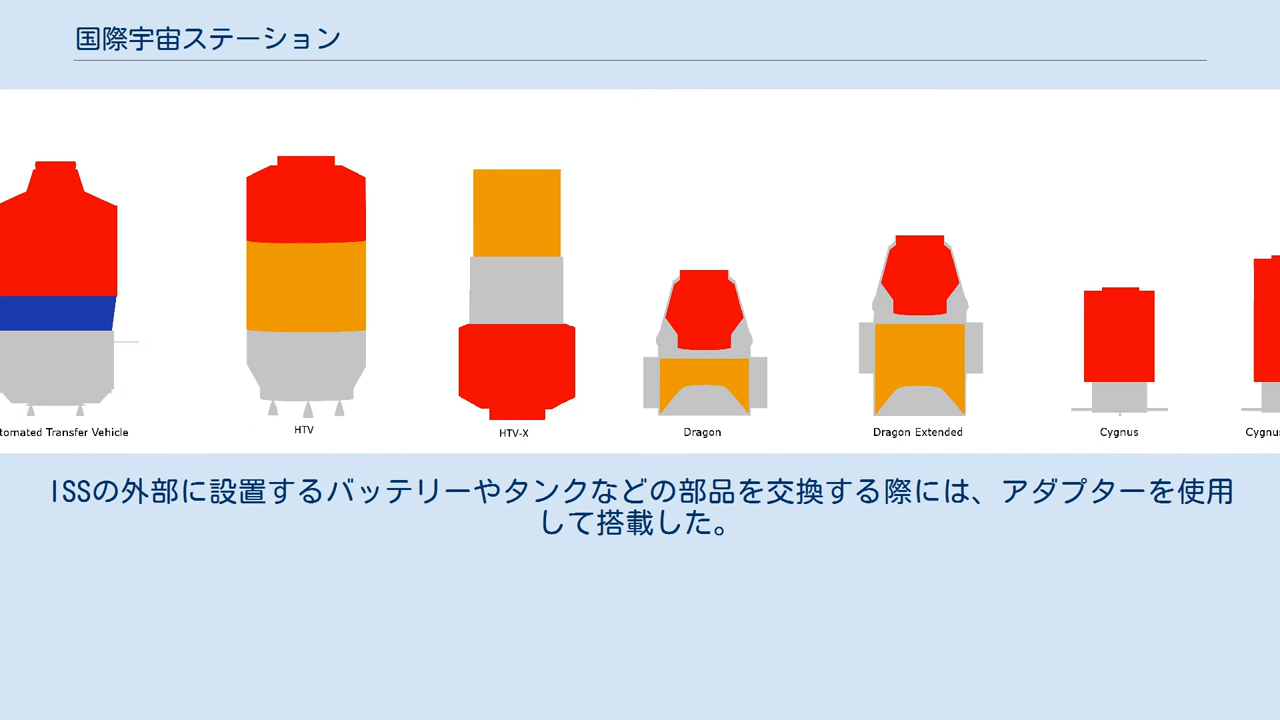 国際宇宙ステーション
tomated Transfer Vehicle
HTV
HTV-X
Dragon
Dragon Extended
Cygnus
Cygnus
ISSの外部に設置するバッテリーやタンクなどの部品を交換する際には、アダプターを使用
して搭載した。